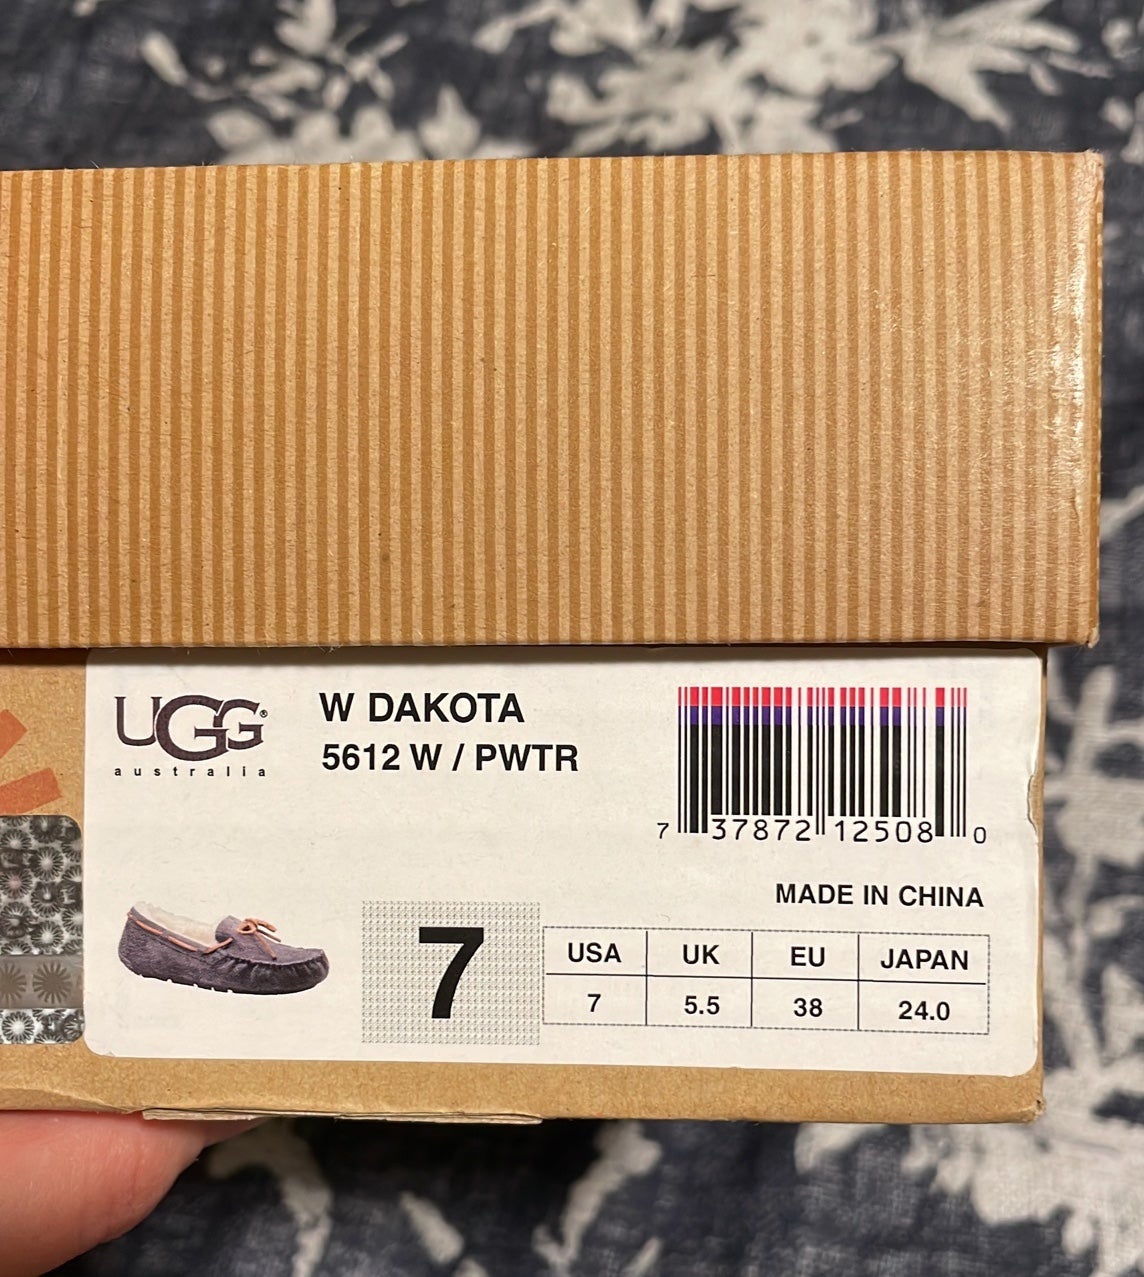 UGG®
australia
W DAKOTA
5612 W / PWTR
7 37872 12508 0
MADE IN CHINA
7
USA UK EU JAPAN
7 5.5 38 24.0